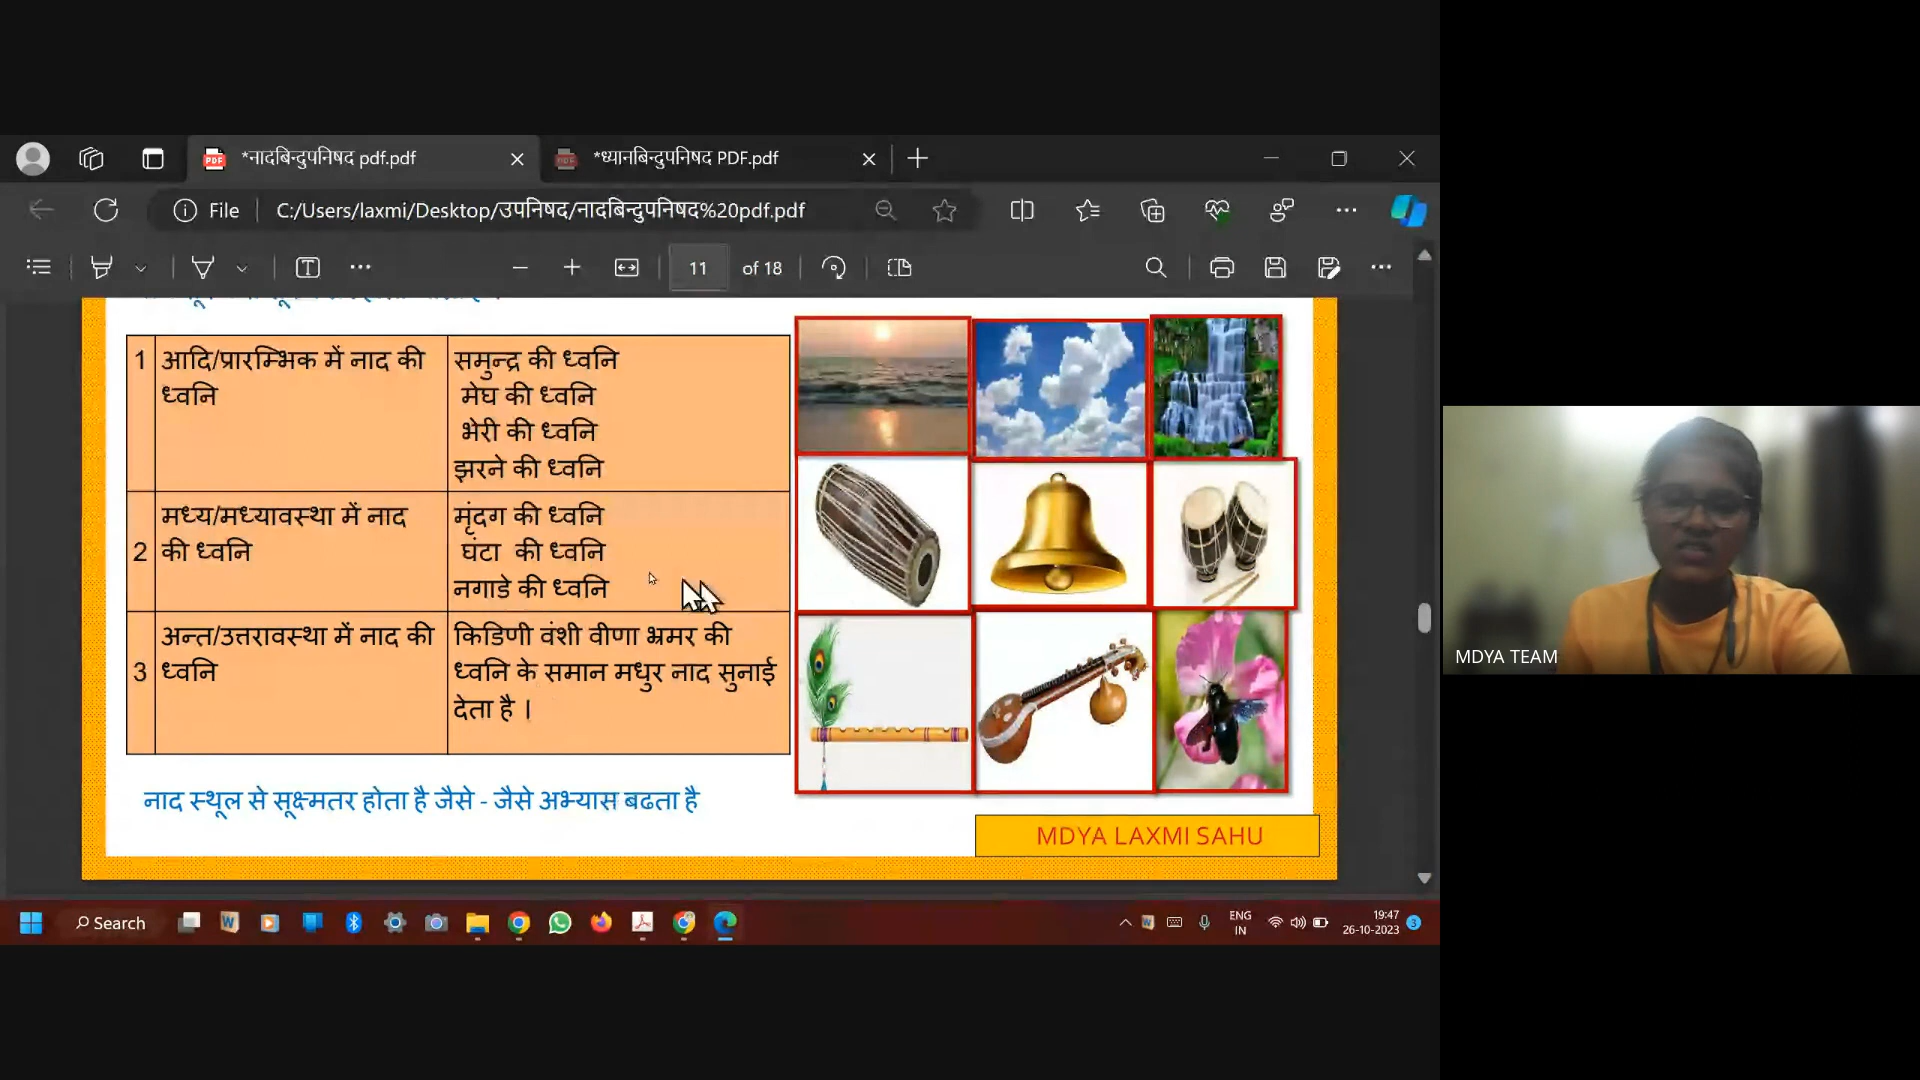 *नादबिन्दुपनिषद pdf.pdf
*ध्यानबिन्दुपनिषद PDF.pdf
File
C:/Users/laxmi/Desktop/उपनिषद/नादबिन्दुपनिषद%20pdf.pdf
11 of 18
1
आदि/प्रारम्भिक में नाद की
ध्वनि
समुन्द्र की ध्वनि
मेघ की ध्वनि
भेरी की ध्वनि
झरने की ध्वनि
2
मध्य/मध्यावस्था में नाद
की ध्वनि
मृंदग की ध्वनि
घंटा की ध्वनि
नगाडे की ध्वनि
3
अन्त/उत्तरावस्था में नाद की
ध्वनि
किडिणी वंशी वीणा भ्रमर की
ध्वनि के समान मधुर नाद सुनाई
देता है ।
नाद स्थूल से सूक्ष्मतर होता है जैसे - जैसे अभ्यास बढता है
MDYA LAXMI SAHU
MDYA TEAM
Search
ENG
IN
19:47
26-10-2023
3